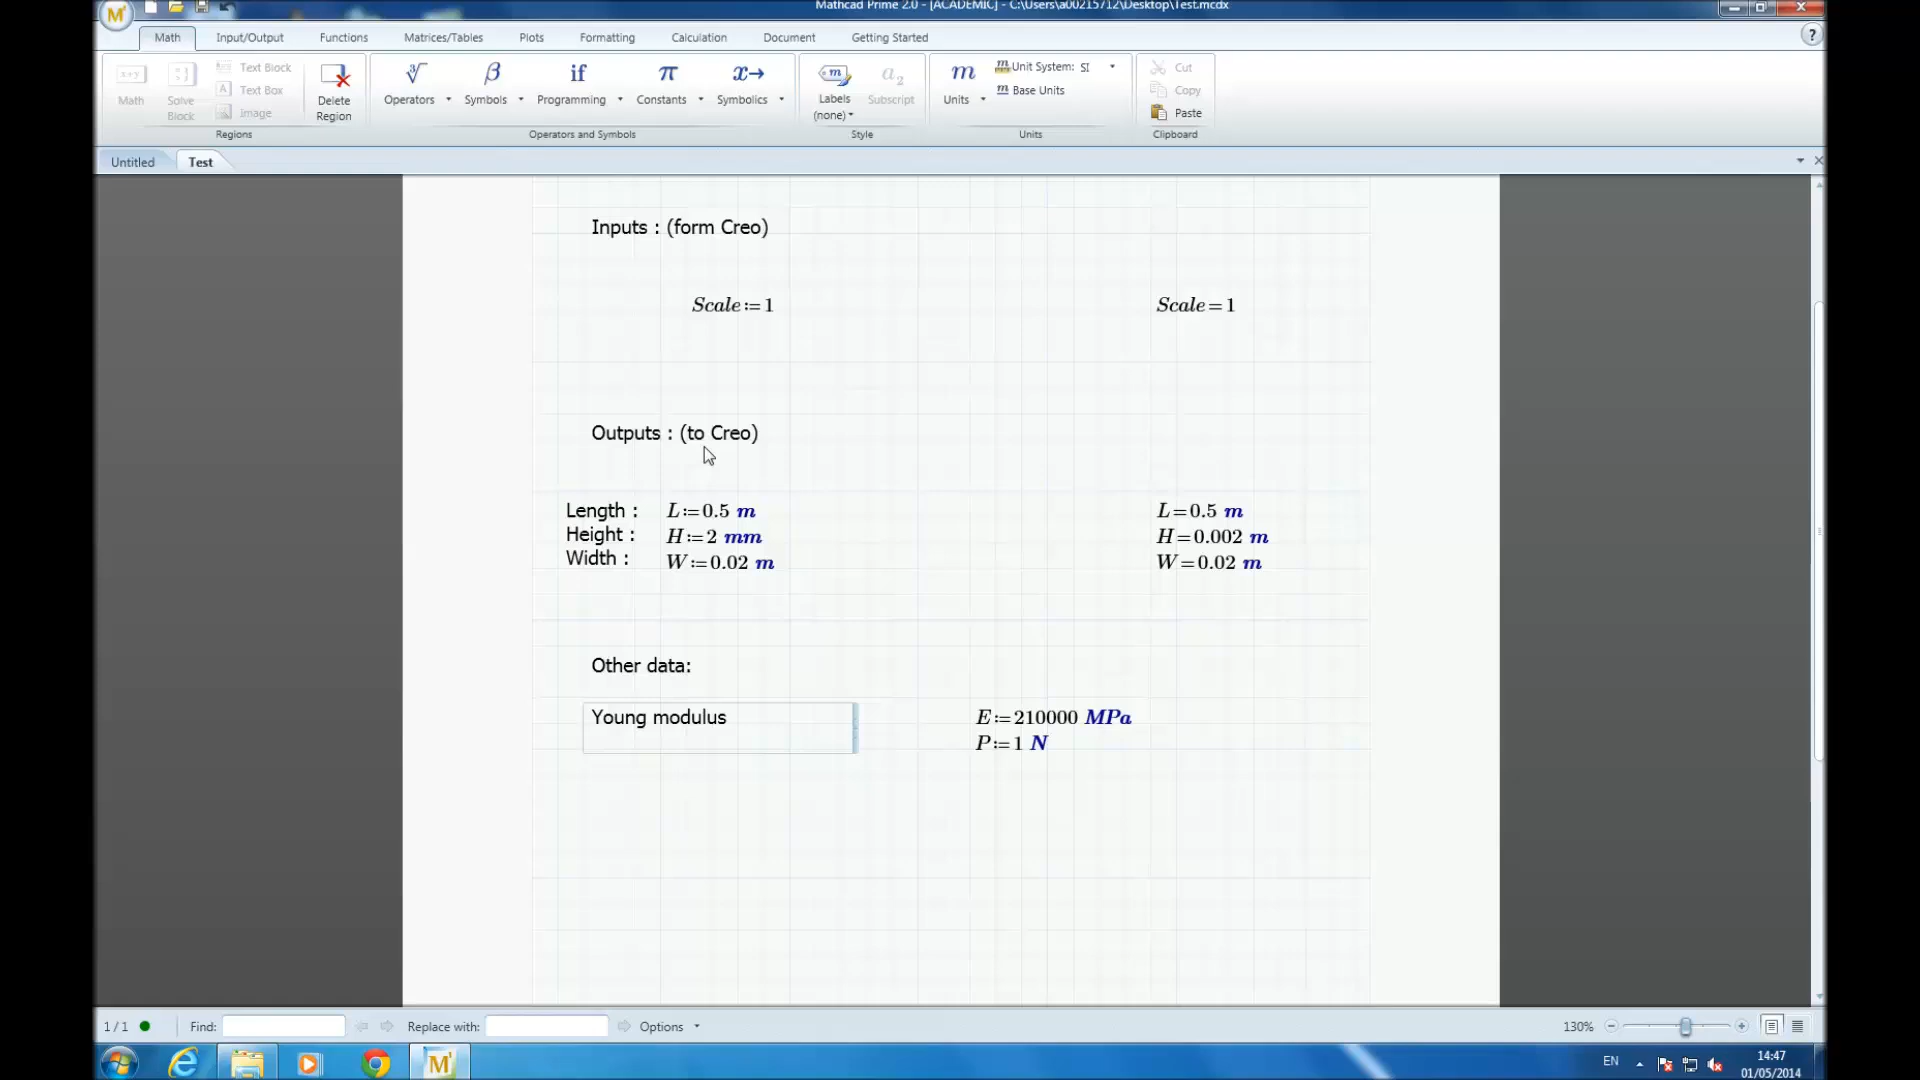 Mathcad Prime 2.0 - [ACADEMIC] - C:\Users\a00215712\Desktop\Test.mcdx
Math Input/Output Functions Matrices/Tables Plots Formatting Calculation Document Getting Started
Math
Solve Block
Text Block
Text Box
Image
Delete Region
Regions
Operators
Symbols
if Programming
π Constants
x→ Symbolics
Operators and Symbols
Labels (none)
Subscript
Style
Units
Unit System: SI
Base Units
Units
Cut
Copy
Paste
Clipboard
Untitled Test
Inputs : (form Creo)
Scale:=1 Scale=1
Outputs : (to Creo)
Length : L:=0.5 m L=0.5 m
Height : H:=2 mm H=0.002 m
Width : W:=0.02 m W=0.02 m
Other data:
Young modulus E:=210000 MPa
P:=1 N
1 / 1 Find: Replace with: Options 130%
EN 14:47
01/05/2014